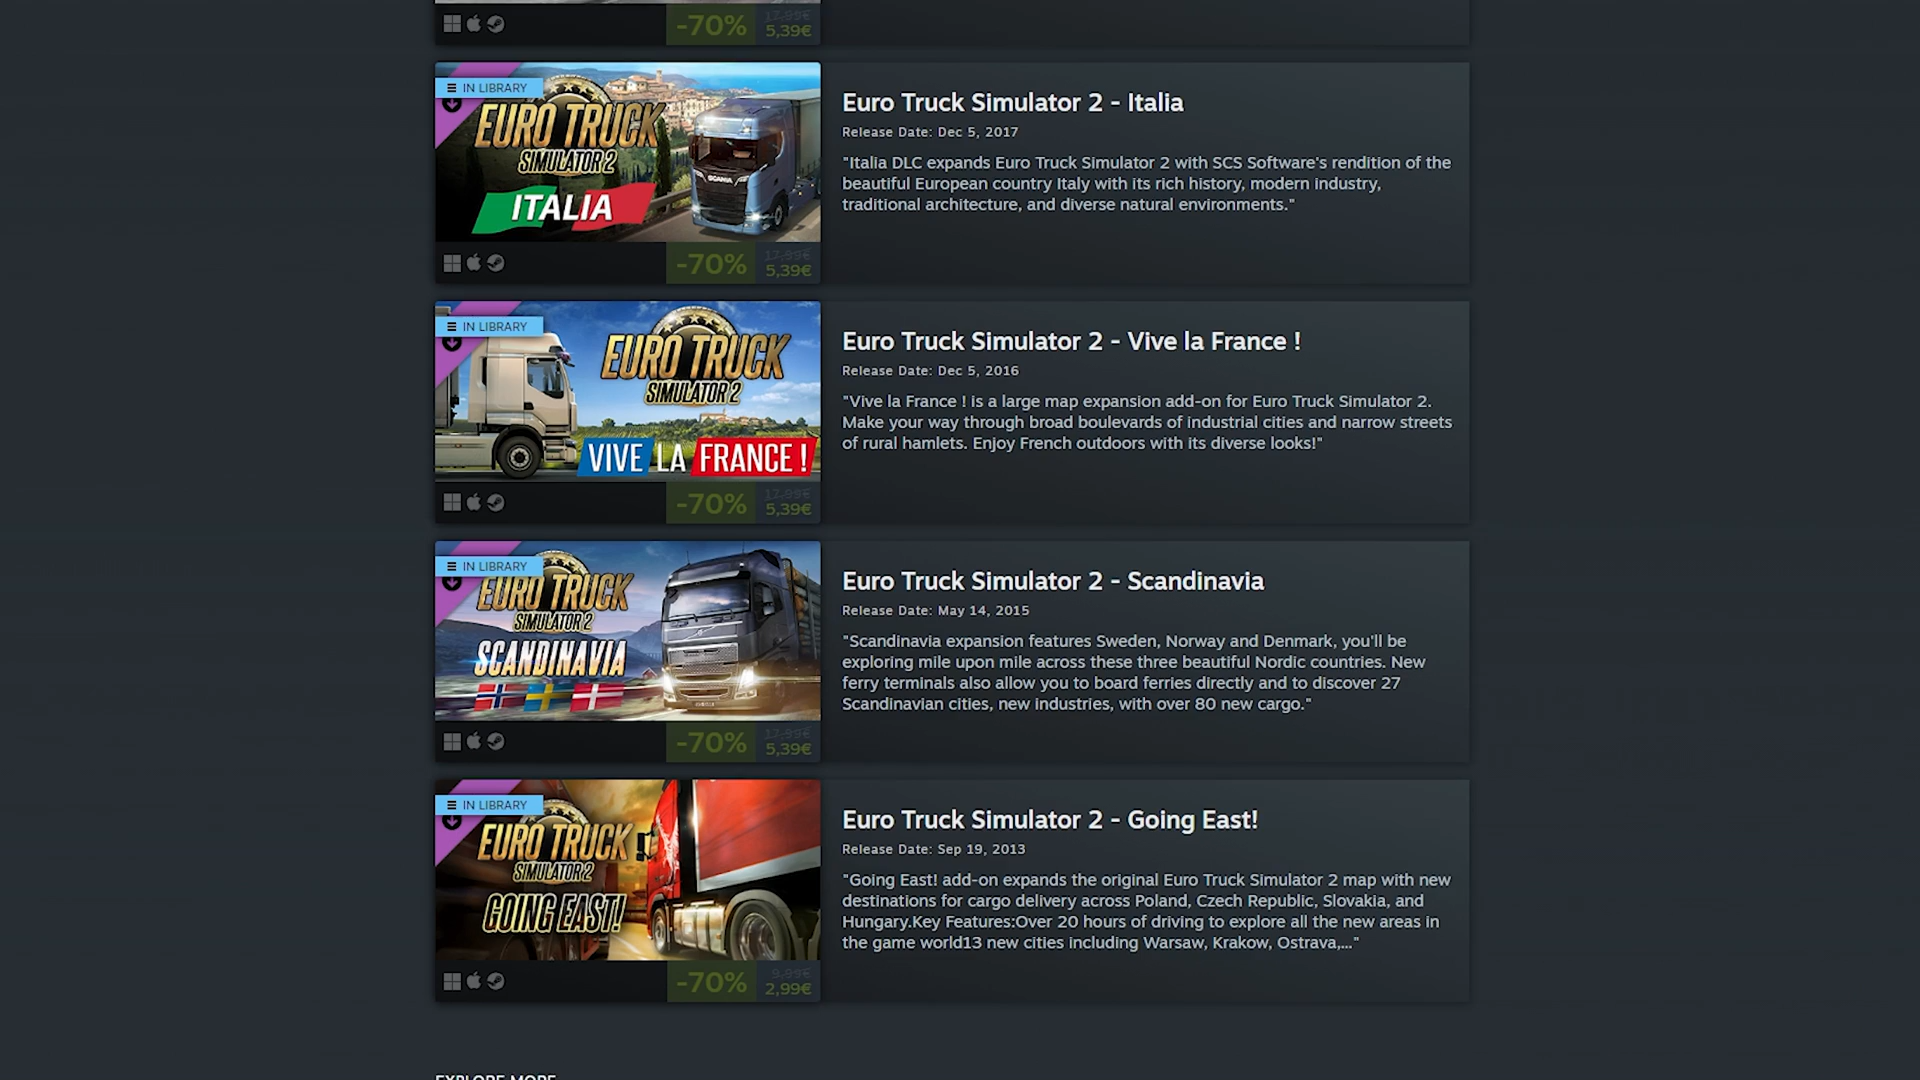 -70% 17,99€
5,39€
IN LIBRARY
EURO TRUCK
SIMULATOR 2
ITALIA
SCANIA
-70% 17,99€
5,39€
Euro Truck Simulator 2 - Italia
Release Date: Dec 5, 2017
"Italia DLC expands Euro Truck Simulator 2 with SCS Software's rendition of the
beautiful European country Italy with its rich history, modern industry,
traditional architecture, and diverse natural environments."
IN LIBRARY
EURO TRUCK
SIMULATOR 2
VIVE LA FRANCE !
-70% 17,99€
5,39€
Euro Truck Simulator 2 - Vive la France !
Release Date: Dec 5, 2016
"Vive la France ! is a large map expansion add-on for Euro Truck Simulator 2.
Make your way through broad boulevards of industrial cities and narrow streets
of rural hamlets. Enjoy French outdoors with its diverse looks!"
IN LIBRARY
EURO TRUCK
SIMULATOR 2
SCANDINAVIA
-70% 17,99€
5,39€
Euro Truck Simulator 2 - Scandinavia
Release Date: May 14, 2015
"Scandinavia expansion features Sweden, Norway and Denmark, you'll be
exploring mile upon mile across these three beautiful Nordic countries. New
ferry terminals also allow you to board ferries directly and to discover 27
Scandinavian cities, new industries, with over 80 new cargo."
IN LIBRARY
EURO TRUCK
SIMULATOR 2
GOING EAST!
-70% 9,99€
2,99€
Euro Truck Simulator 2 - Going East!
Release Date: Sep 19, 2013
"Going East! add-on expands the original Euro Truck Simulator 2 map with new
destinations for cargo delivery across Poland, Czech Republic, Slovakia, and
Hungary.Key Features:Over 20 hours of driving to explore all the new areas in
the game world13 new cities including Warsaw, Krakow, Ostrava,..."
EXPLORE MORE